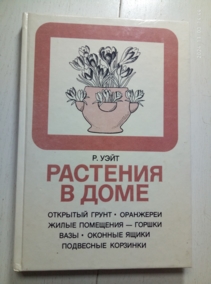 Р. УЭЙТ
РАСТЕНИЯ
В ДОМЕ
ОТКРЫТЫЙ ГРУНТ • ОРАНЖЕРЕИ
ЖИЛЫЕ ПОМЕЩЕНИЯ — ГОРШКИ
ВАЗЫ • ОКОННЫЕ ЯЩИКИ
ПОДВЕСНЫЕ КОРЗИНКИ